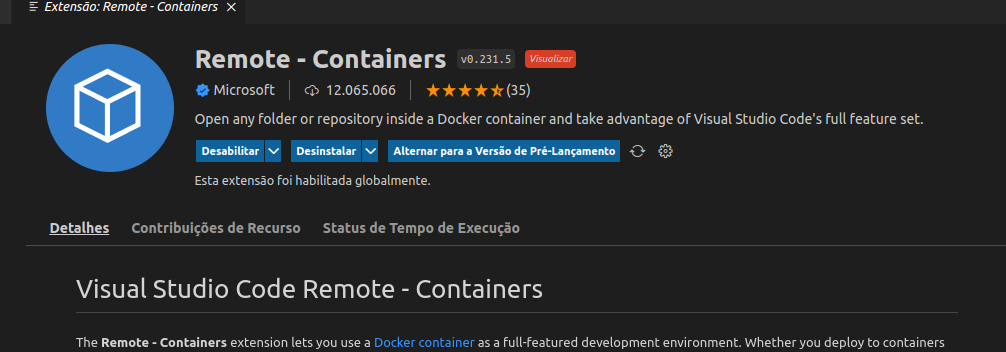 Extensão: Remote - Containers
Remote - Containers v0.231.5 Visualizar
Microsoft 12.065.066 (35)
Open any folder or repository inside a Docker container and take advantage of Visual Studio Code's full feature set.
Desabilitar Desinstalar Alternar para a Versão de Pré-Lançamento
Esta extensão foi habilitada globalmente.
Detalhes Contribuições de Recurso Status de Tempo de Execução
Visual Studio Code Remote - Containers
The Remote - Containers extension lets you use a Docker container as a full-featured development environment. Whether you deploy to containers